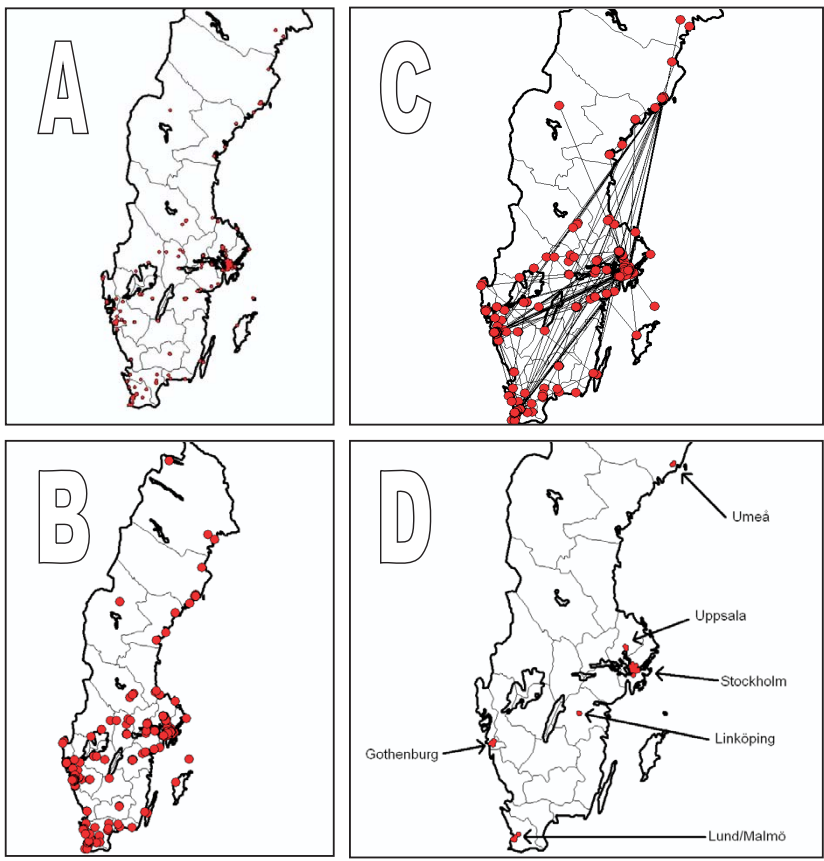 A
C
B
D
Umeå
Uppsala
Stockholm
Linköping
Gothenburg
Lund/Malmö